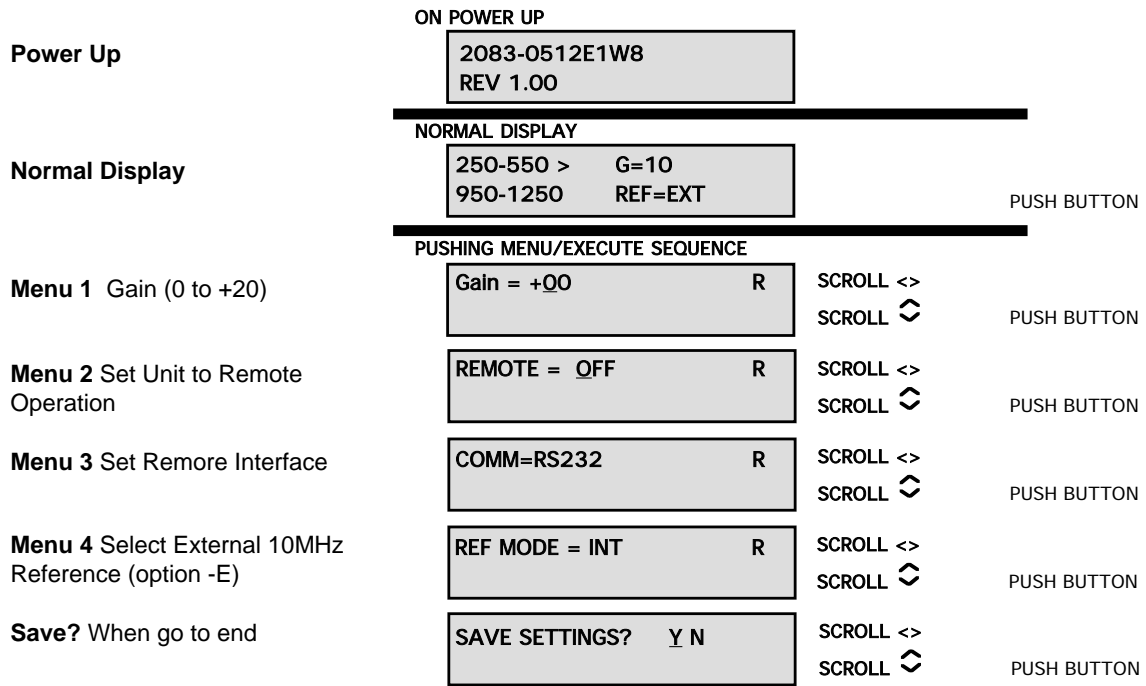 ON POWER UP
Power Up
2083-0512E1W8
REV 1.00
NORMAL DISPLAY
Normal Display
250-550 > G=10
950-1250 REF=EXT
PUSH BUTTON
PUSHING MENU/EXECUTE SEQUENCE
Menu 1 Gain (0 to +20)
Gain = +00 R
SCROLL <>
SCROLL
PUSH BUTTON
Menu 2 Set Unit to Remote
Operation
REMOTE = OFF R
SCROLL <>
SCROLL
PUSH BUTTON
Menu 3 Set Remore Interface
COMM=RS232 R
SCROLL <>
SCROLL
PUSH BUTTON
Menu 4 Select External 10MHz
Reference (option -E)
REF MODE = INT R
SCROLL <>
SCROLL
PUSH BUTTON
Save? When go to end
SAVE SETTINGS? Y N
SCROLL <>
SCROLL
PUSH BUTTON